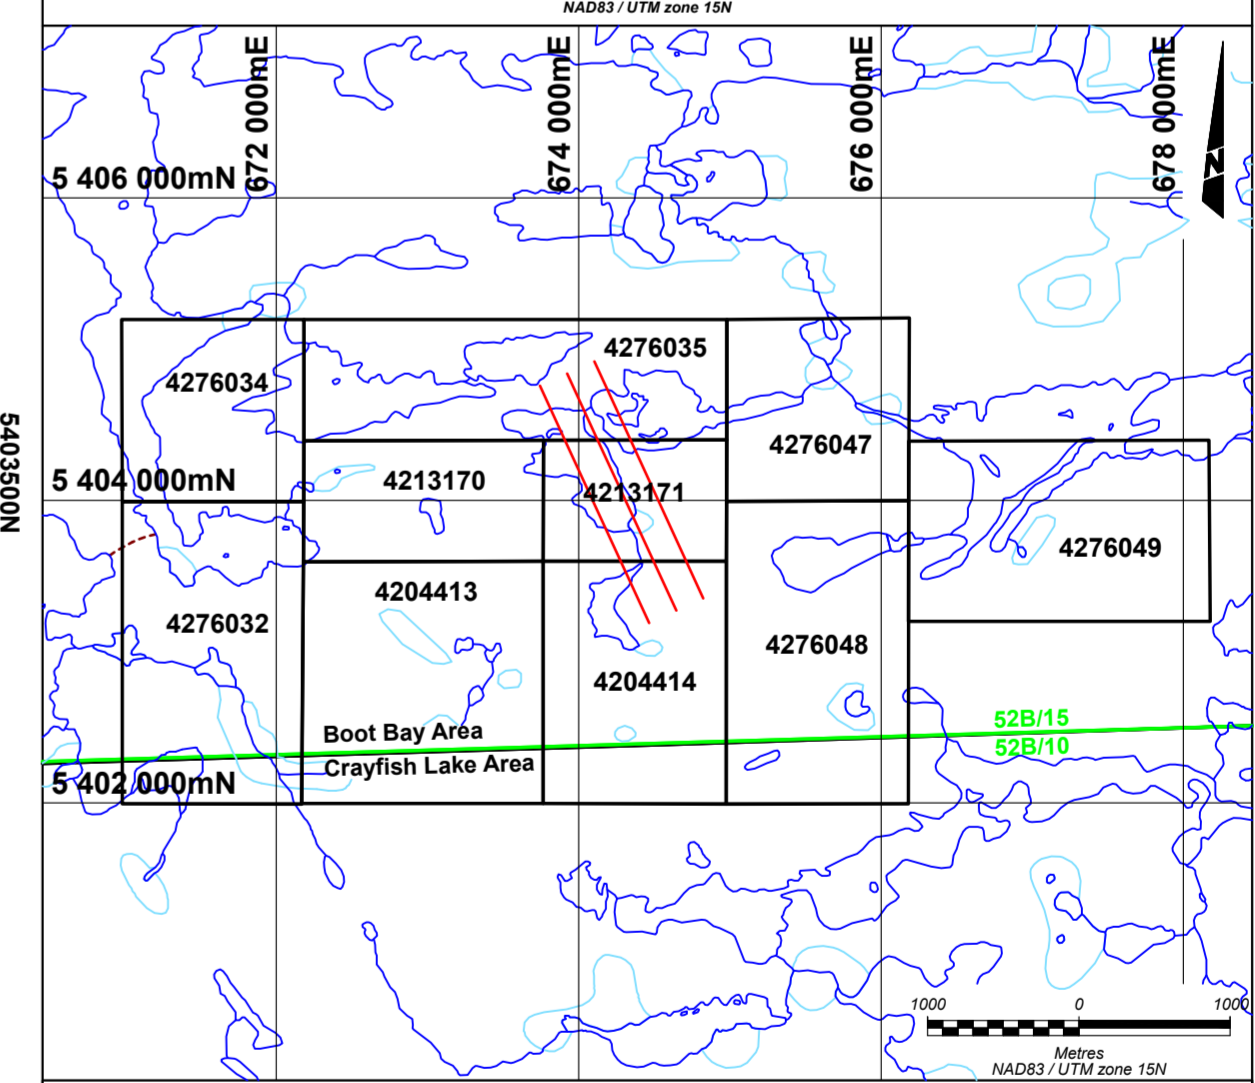 NAD83 / UTM zone 15N
672 000mE
674 000mE
676 000mE
678 000mE
N
5 406 000mN
4276035
4276034
4276047
5403500N
5 404 000mN
4213170
4213171
4276049
4204413
4276032
4276048
4204414
52B/15
Boot Bay Area
52B/10
Crayfish Lake Area
5 402 000mN
1000 0 1000
Metres
NAD83 / UTM zone 15N